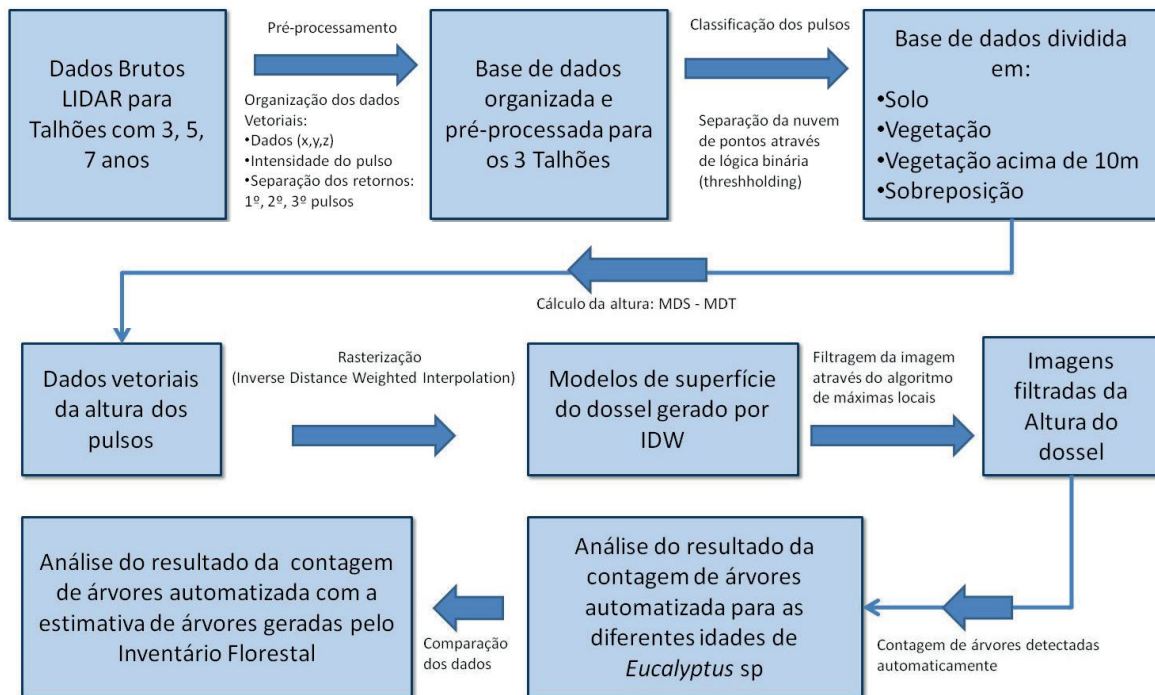 Dados Brutos
LIDAR para
Talhões com 3, 5,
7 anos
Pré-processamento
Organização dos dados
Vetoriais:
•Dados (x,y,z)
•Intensidade do pulso
•Separação dos retornos:
1º, 2º, 3º pulsos
Base de dados
organizada e
pré-processada para
os 3 Talhões
Classificação dos pulsos
Separação da nuvem
de pontos através
de lógica binária
(threshholding)
Base de dados dividida
em:
•Solo
•Vegetação
•Vegetação acima de 10m
•Sobreposição
Cálculo da altura: MDS - MDT
Dados vetoriais
da altura dos
pulsos
Rasterização
(Inverse Distance Weighted Interpolation)
Modelos de superfície
do dossel gerado por
IDW
Filtragem da imagem
através do algoritmo
de máximas locais
Imagens
filtradas da
Altura do
dossel
Contagem de árvores detectadas
automaticamente
Análise do resultado da
contagem de árvores
automatizada para as
diferentes idades de
Eucalyptus sp
Comparação
dos dados
Análise do resultado da contagem
de árvores automatizada com a
estimativa de árvores geradas pelo
Inventário Florestal